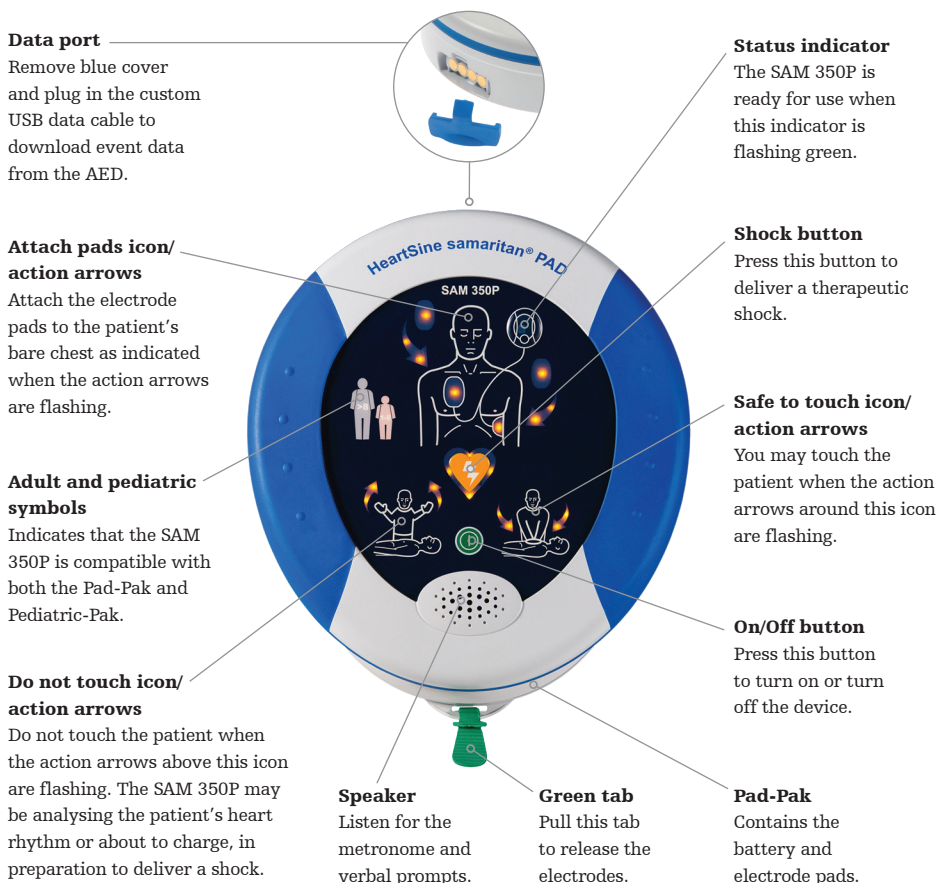 Data port
Remove blue cover
and plug in the custom
USB data cable to
download event data
from the AED.
Attach pads icon/
action arrows
Attach the electrode
pads to the patient's
bare chest as indicated
when the action arrows
are flashing.
Adult and pediatric
symbols
Indicates that the SAM
350P is compatible with
both the Pad-Pak and
Pediatric-Pak.
Do not touch icon/
action arrows
Do not touch the patient when
the action arrows above this icon
are flashing. The SAM 350P may
be analysing the patient's heart
rhythm or about to charge, in
preparation to deliver a shock.
HeartSine samaritan® PAD
SAM 350P
Status indicator
The SAM 350P is
ready for use when
this indicator is
flashing green.
Shock button
Press this button to
deliver a therapeutic
shock.
Safe to touch icon/
action arrows
You may touch the
patient when the action
arrows around this icon
are flashing.
On/Off button
Press this button
to turn on or turn
off the device.
Speaker
Listen for the
metronome and
verbal prompts.
Green tab
Pull this tab
to release the
electrodes.
Pad-Pak
Contains the
battery and
electrode pads.